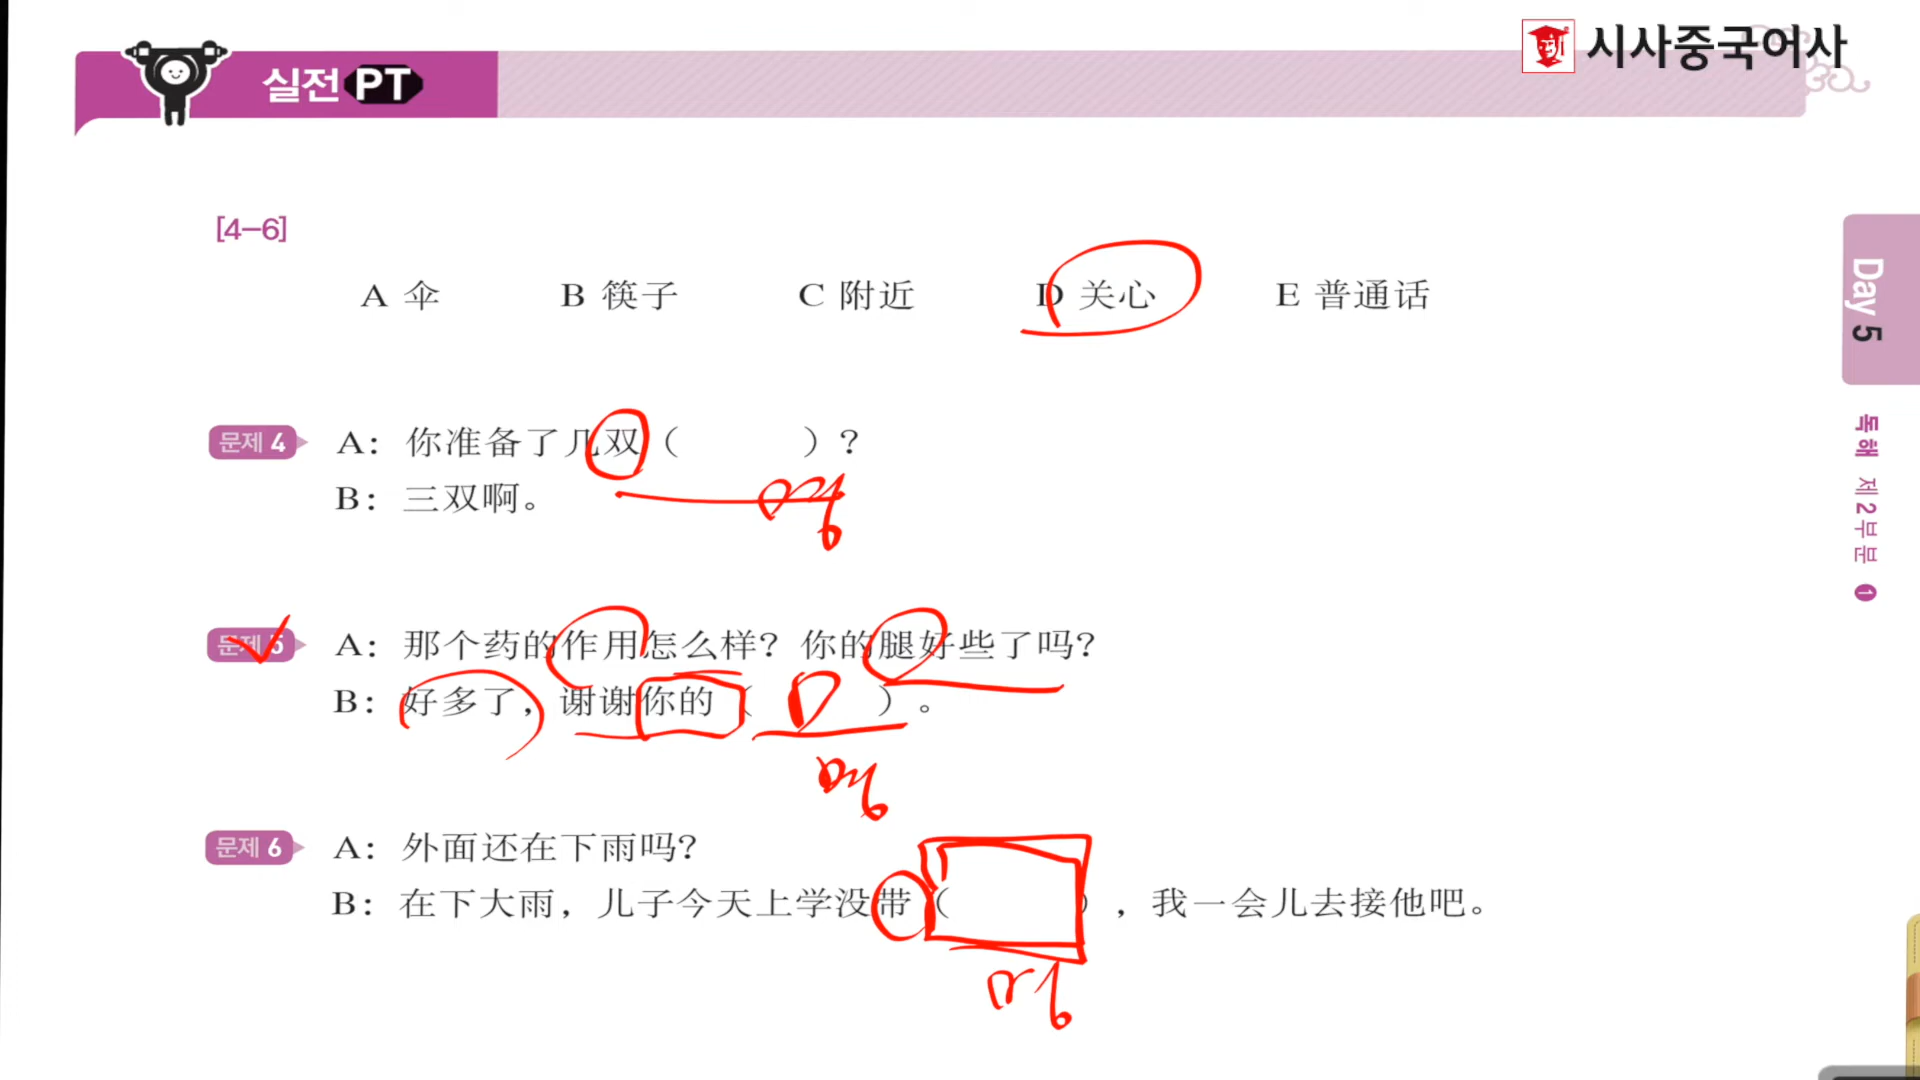 시사중국어사
실전 PT
[4-6]
A 伞 B 筷子 C 附近 D 关心 E 普通话
문제 4 A: 你准备了几双( )?
B: 三双啊。
문제 5 A: 那个药的作用怎么样? 你的腿好些了吗?
B: 好多了, 谢谢你的( D )。
문제 6 A: 外面还在下雨吗?
B: 在下大雨, 儿子今天上学没带( ), 我一会儿去接他吧。
Day 5
독해 제2부분 1